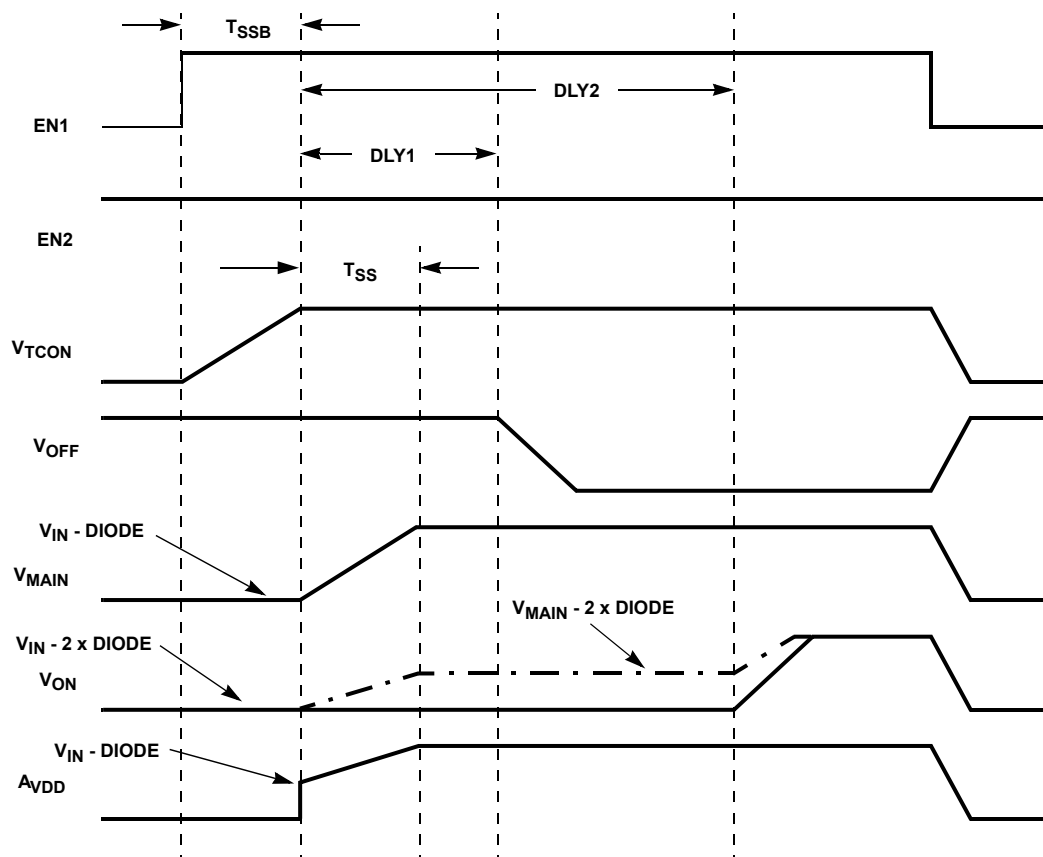 TSSB
DLY2
EN1
DLY1
EN2
TSS
VTCON
VOFF
VIN - DIODE
VMAIN
VMAIN - 2 x DIODE
VIN - 2 x DIODE
VON
VIN - DIODE
AVDD